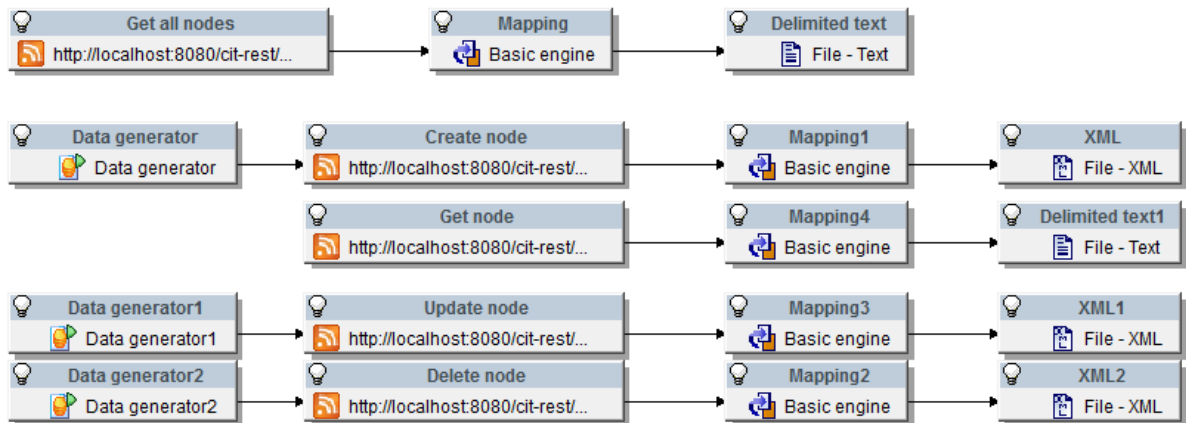 Get all nodes
http://localhost:8080/cit-rest/...
Mapping
Basic engine
Delimited text
File - Text
Data generator
Data generator
Create node
http://localhost:8080/cit-rest/...
Mapping1
Basic engine
XML
File - XML
Get node
http://localhost:8080/cit-rest/...
Mapping4
Basic engine
Delimited text1
File - Text
Data generator1
Data generator1
Update node
http://localhost:8080/cit-rest/...
Mapping3
Basic engine
XML1
File - XML
Data generator2
Data generator2
Delete node
http://localhost:8080/cit-rest/...
Mapping2
Basic engine
XML2
File - XML